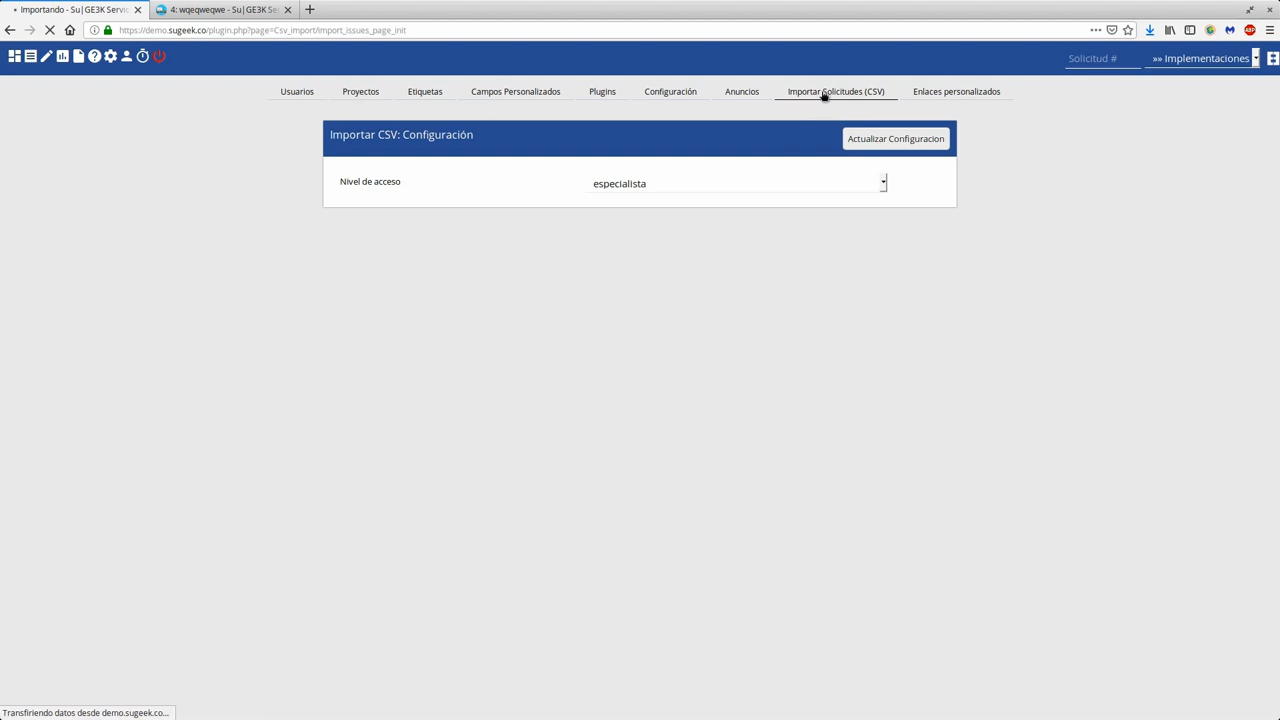 Importando - Su|GE3K Servic
4: wqeqweqwe - Su|GE3K Ser
https://demo.sugeek.co/plugin.php?page=Csv_import/import_issues_page_init
Solicitud #
»» Implementaciones
Usuarios Proyectos Etiquetas Campos Personalizados Plugins Configuración Anuncios Importar Solicitudes (CSV) Enlaces personalizados
Importar CSV: Configuración
Actualizar Configuracion
Nivel de acceso
especialista
Transfiriendo datos desde demo.sugeek.co...